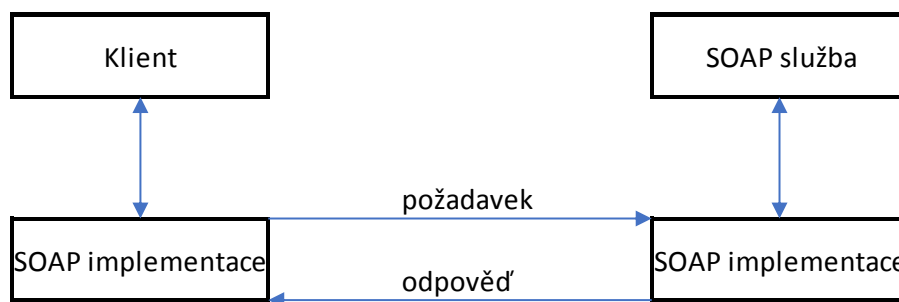 Klient
SOAP služba
požadavek
SOAP implementace
SOAP implementace
odpověď